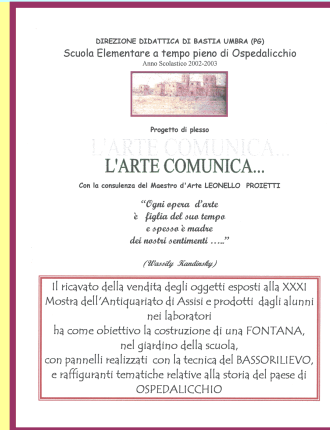 DIREZIONE DIDATTICA DI BASTIA UMBRA (PG)
Scuola Elementare a tempo pieno di Ospedalicchio
Anno Scolastico 2002-2003
Progetto di plesso
L'ARTE COMUNICA...
L'ARTE COMUNICA...
Con la consulenza del Maestro d'Arte LEONELLO PROIETTI
"Ogni opera d'arte
è figlia del suo tempo
e spesso è madre
dei nostri sentimenti ....."
(Wassily Kandinsky)
Il ricavato della vendita degli oggetti esposti alla XXXI
Mostra dell'Antiquariato di Assisi e prodotti dagli alunni
nei laboratori
ha come obiettivo la costruzione di una FONTANA,
nel giardino della scuola,
con pannelli realizzati con la tecnica del BASSORILIEVO,
e raffiguranti tematiche relative alla storia del paese di
OSPEDALICCHIO